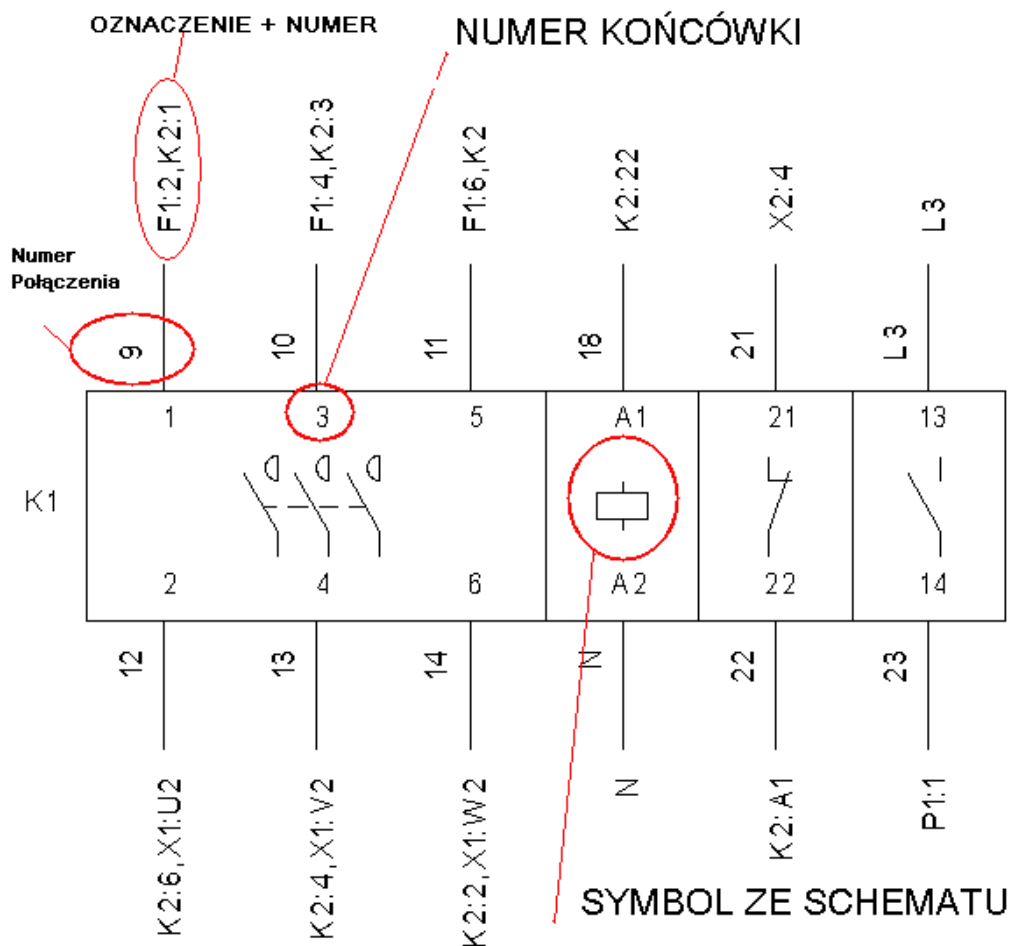 OZNACZENIE + NUMER
NUMER KOŃCÓWKI
F1:2,K2:1
F1:4,K2:3
F1:6,K2
K2:22
X2:4
L3
Numer
Połączenia
9
10
11
18
21
L3
1
3
5
A1
21
13
K1
2
4
6
A2
22
14
12
13
14
N
22
23
K2:6,X1:U2
K2:4,X1:V2
K2:2,X1:W2
N
K2:A1
P1:1
SYMBOL ZE SCHEMATU